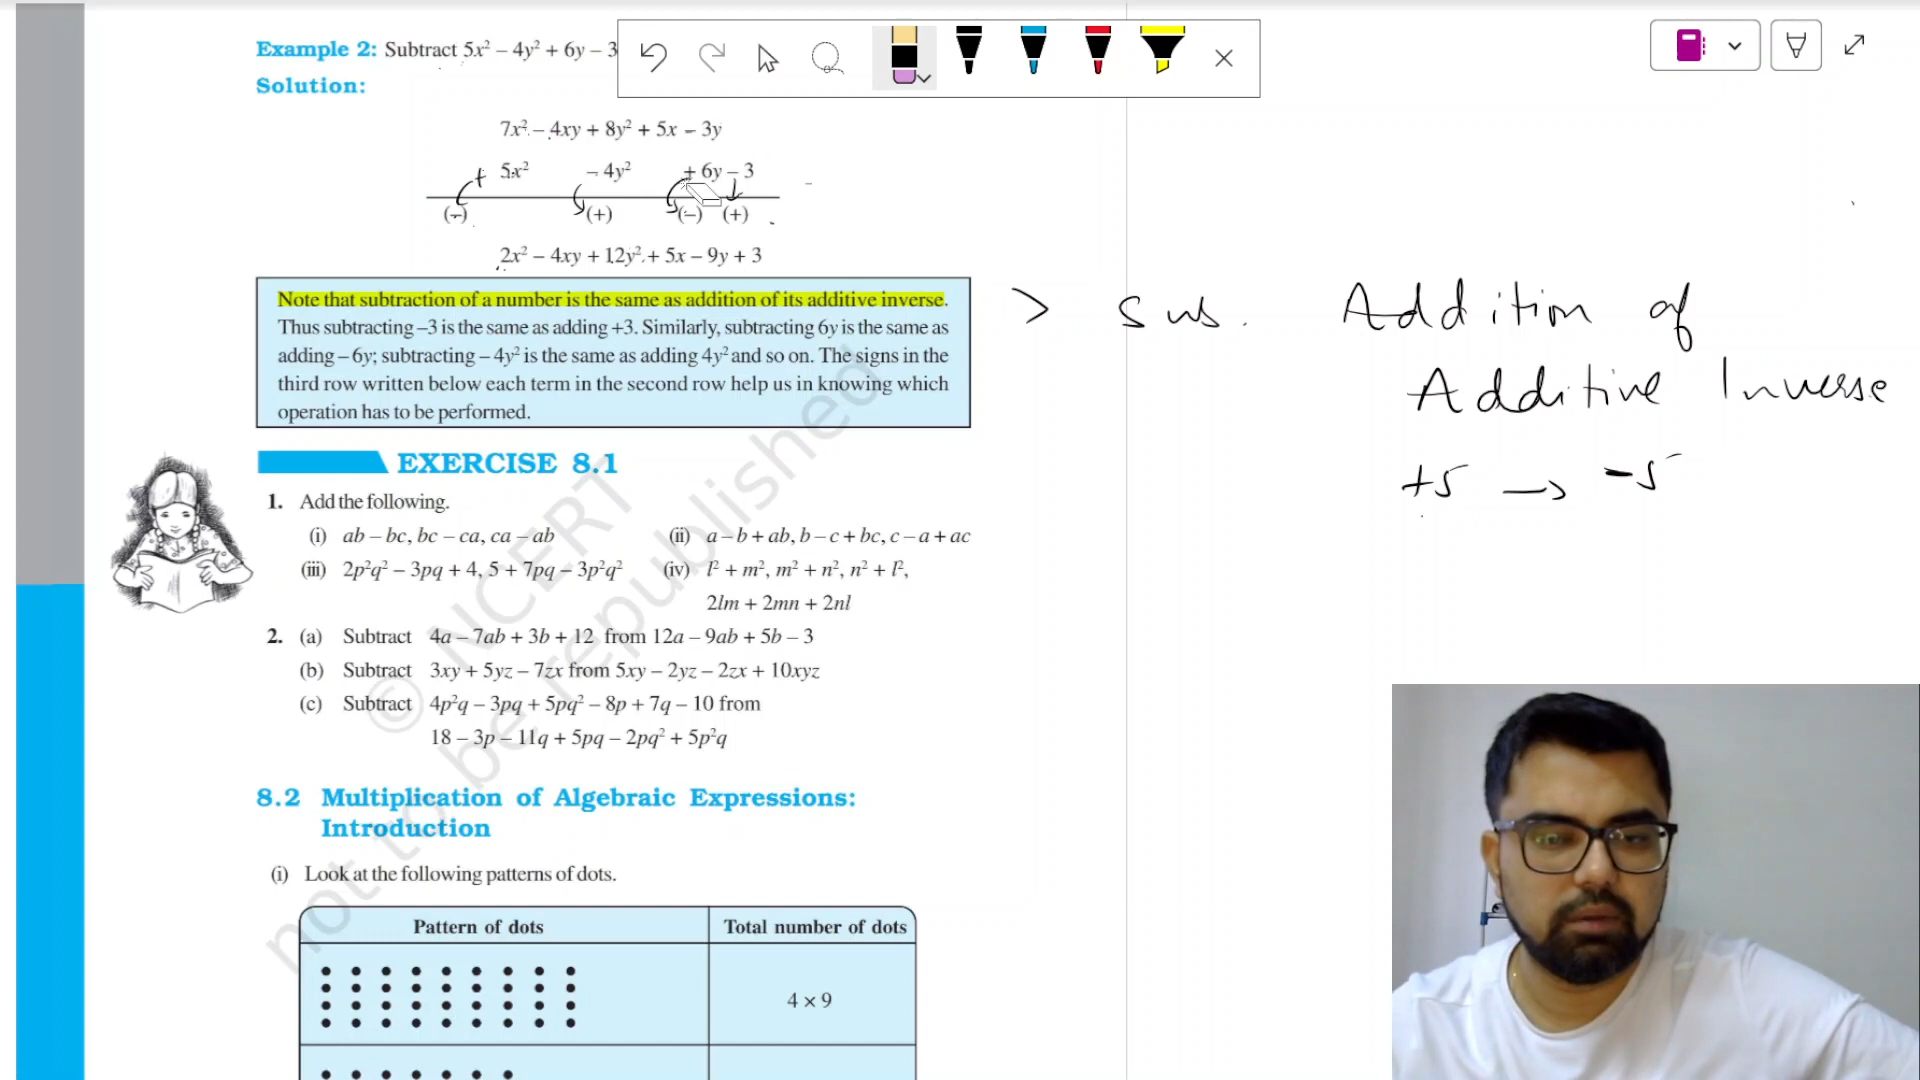 Example 2: Subtract 5x² – 4y² + 6y – 3
Solution:
7x² – 4xy + 8y² + 5x – 3y
+ 5x² – 4y² + 6y – 3
(–) (+) (–) (+)
2x² – 4xy + 12y² + 5x – 9y + 3
Note that subtraction of a number is the same as addition of its additive inverse.
Thus subtracting –3 is the same as adding +3. Similarly, subtracting 6y is the same as
adding – 6y; subtracting – 4y² is the same as adding 4y² and so on. The signs in the
third row written below each term in the second row help us in knowing which
operation has to be performed.
> Sub. Addition of
Additive Inverse
+5 → -5
EXERCISE 8.1
1. Add the following.
(i) ab – bc, bc – ca, ca – ab
(ii) a – b + ab, b – c + bc, c – a + ac
(iii) 2p²q² – 3pq + 4, 5 + 7pq – 3p²q²
(iv) l² + m², m² + n², n² + l²,
2lm + 2mn + 2nl
2. (a) Subtract 4a – 7ab + 3b + 12 from 12a – 9ab + 5b – 3
(b) Subtract 3xy + 5yz – 7zx from 5xy – 2yz – 2zx + 10xyz
(c) Subtract 4p²q – 3pq + 5pq² – 8p + 7q – 10 from
18 – 3p – 11q + 5pq – 2pq² + 5p²q
8.2 Multiplication of Algebraic Expressions:
Introduction
(i) Look at the following patterns of dots.
Pattern of dots
Total number of dots
4 × 9
© NCERT
not to be republished